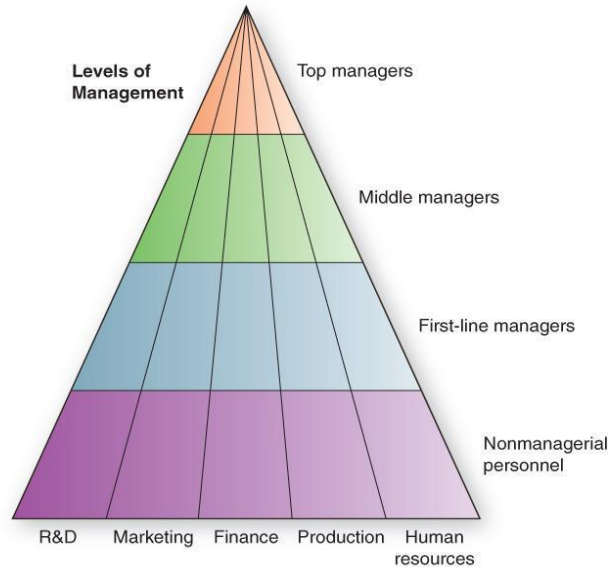 Levels of
Management
Top managers
Middle managers
First-line managers
Nonmanagerial
personnel
R&D
Marketing
Finance
Production
Human
resources